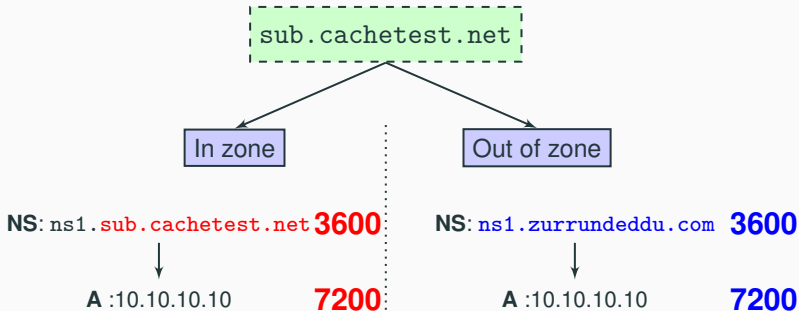 sub.cachetest.net
In zone
Out of zone
NS: ns1.sub.cachetest.net 3600
NS: ns1.zurrundeddu.com 3600
A :10.10.10.10 7200
A :10.10.10.10 7200